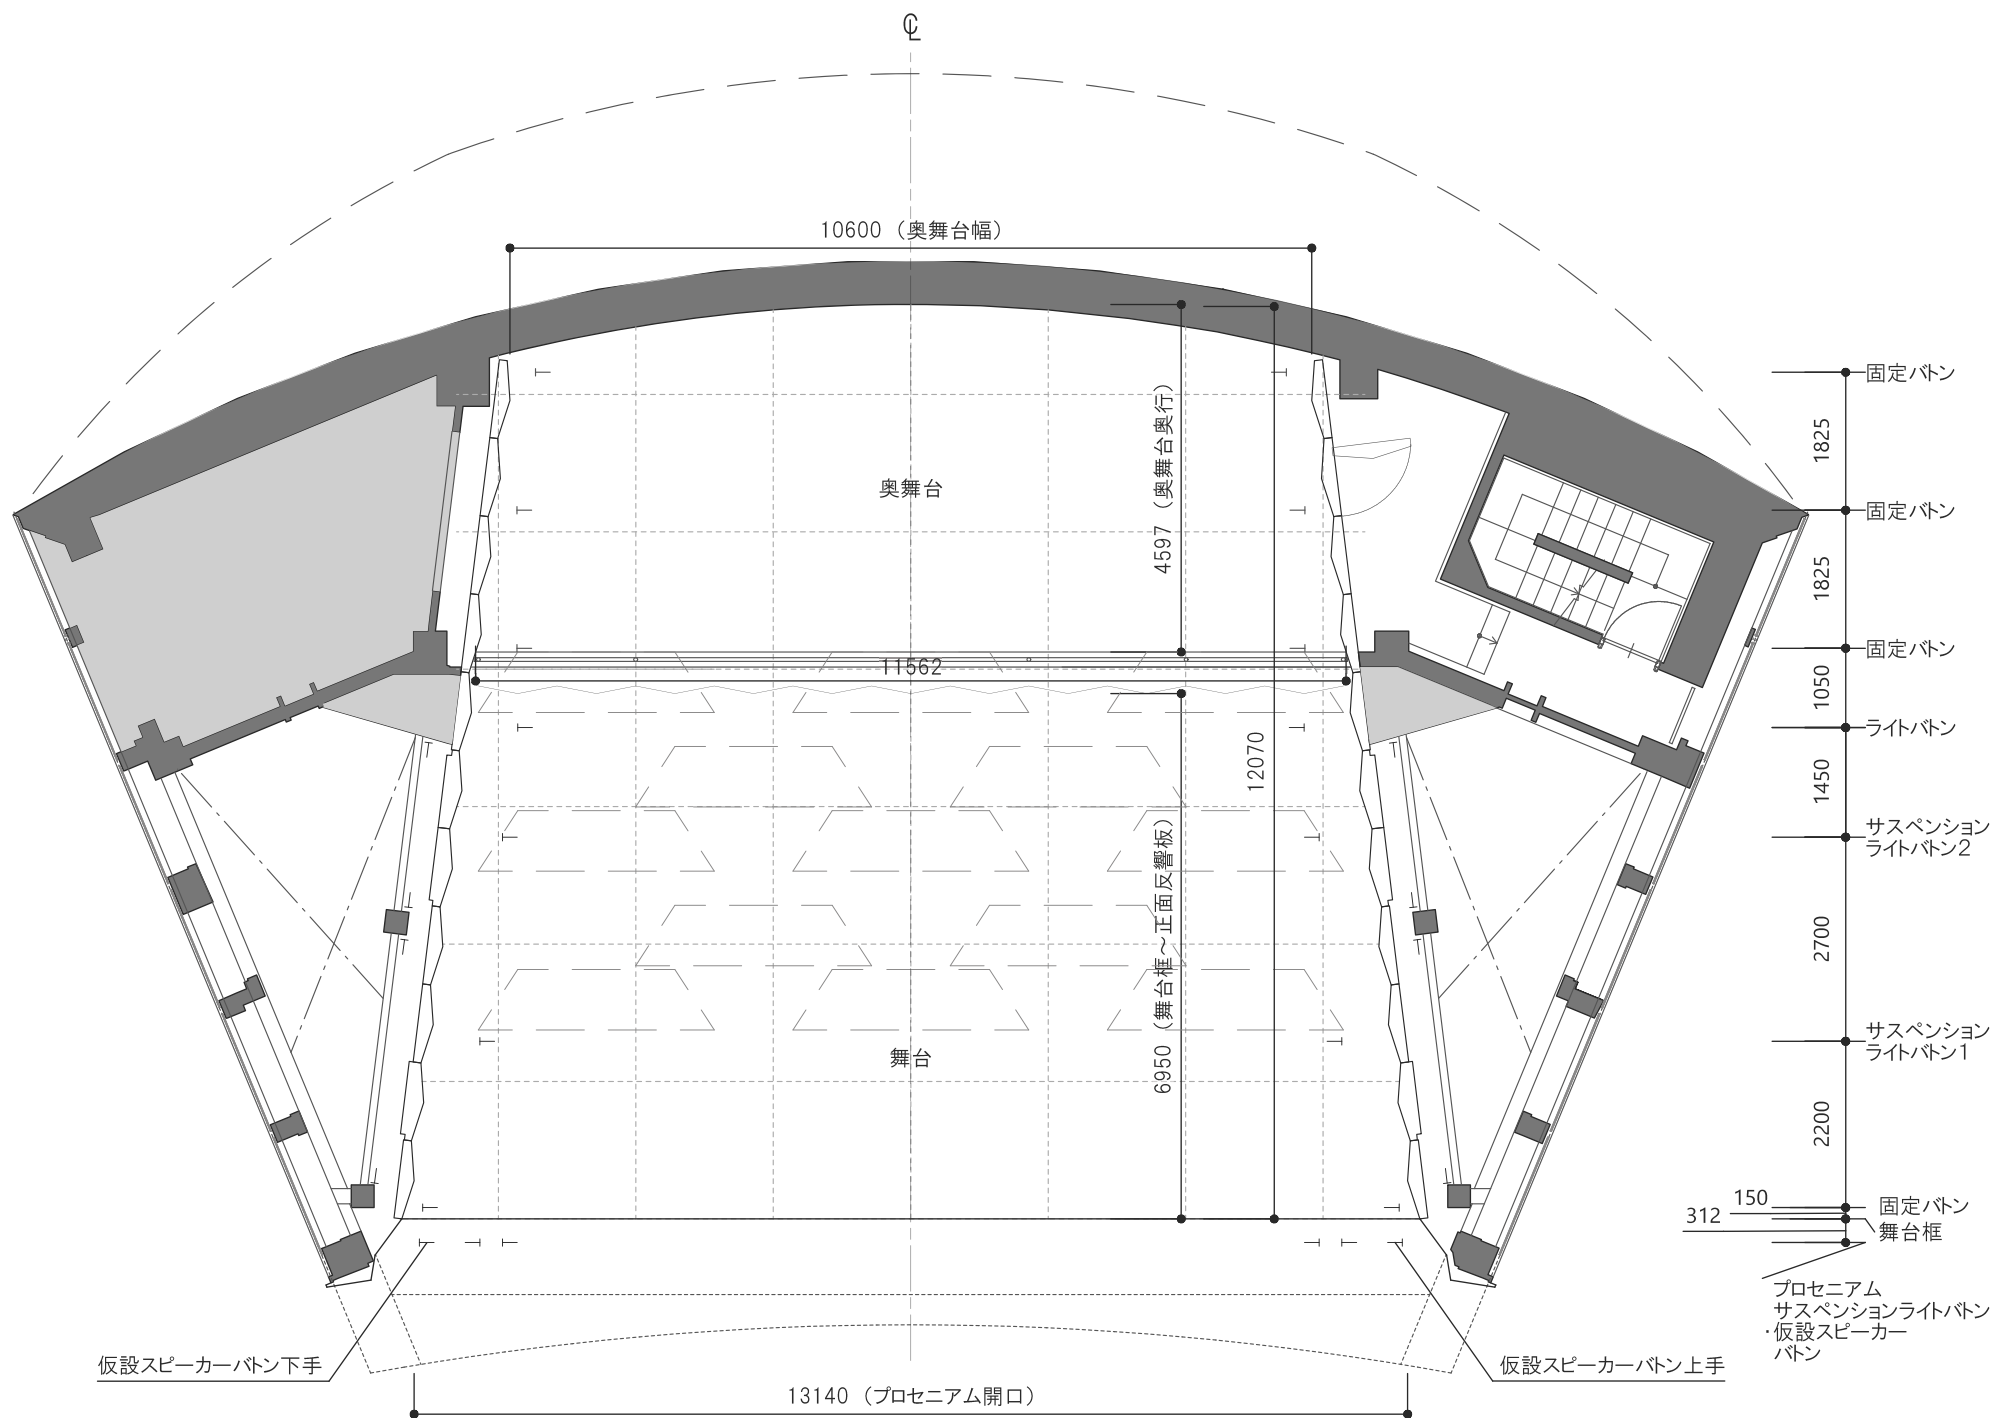 ℄
10600（奥舞台幅）
固定バトン
1825
4597（奥舞台奥行）
奥舞台
固定バトン
1825
固定バトン
11562
1050
ライトバトン
12070
1450
サスペンション
ライトバトン2
2700
6950（舞台框～正面反響板）
サスペンション
ライトバトン1
舞台
2200
150
固定バトン
312
舞台框
プロセニアム
サスペンションライトバトン
・仮設スピーカー
バトン
仮設スピーカーバトン下手
仮設スピーカーバトン上手
13140（プロセニアム開口）